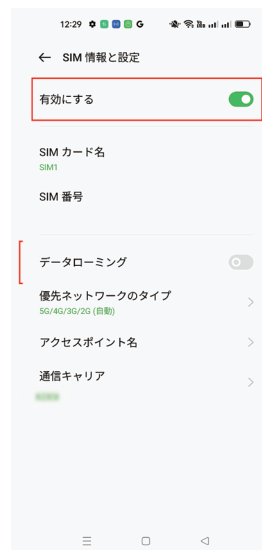 12:29
← SIM 情報と設定
有効にする
SIM カード名
SIM1
SIM 番号
データローミング
優先ネットワークのタイプ
5G/4G/3G/2G (自動)
アクセスポイント名
通信キャリア